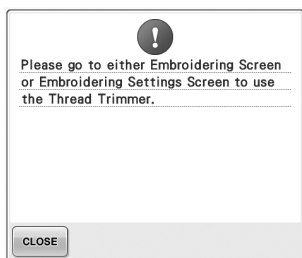 Please go to either Embroidering Screen
or Embroidering Settings Screen to use
the Thread Trimmer.
CLOSE